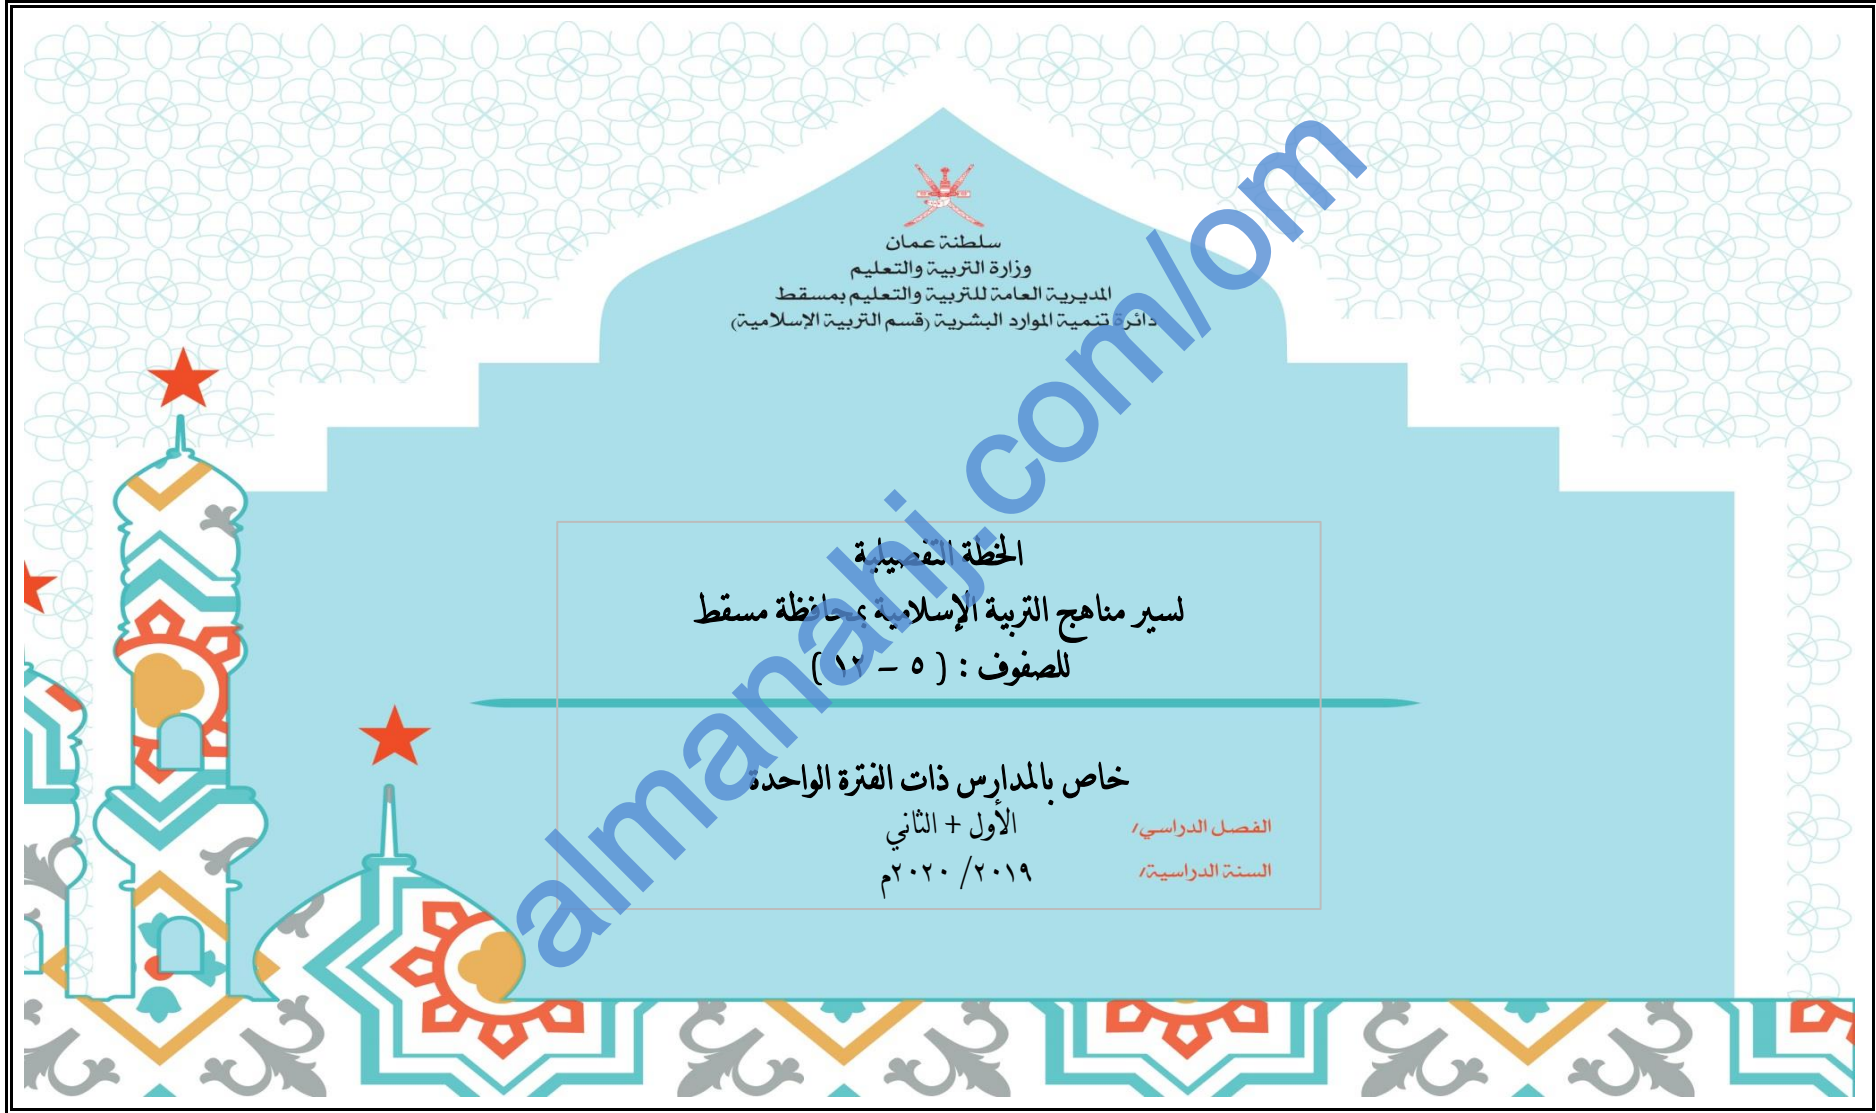 سلطنة عمان
وزارة التربية والتعليم
المديرية العامة للتربية والتعليم بمسقط
دائرة تنمية الموارد البشرية (قسم التربية الإسلامية)
الخطة التفصيلية
لسير مناهج التربية الإسلامية بمحافظة مسقط
للصفوف : ( ٥ – ١٢ )
خاص بالمدارس ذات الفترة الواحدة
الفصل الدراسي/ الأول + الثاني
السنة الدراسية/ ٢٠١٩/ ٢٠٢٠م
almanahj.com/om